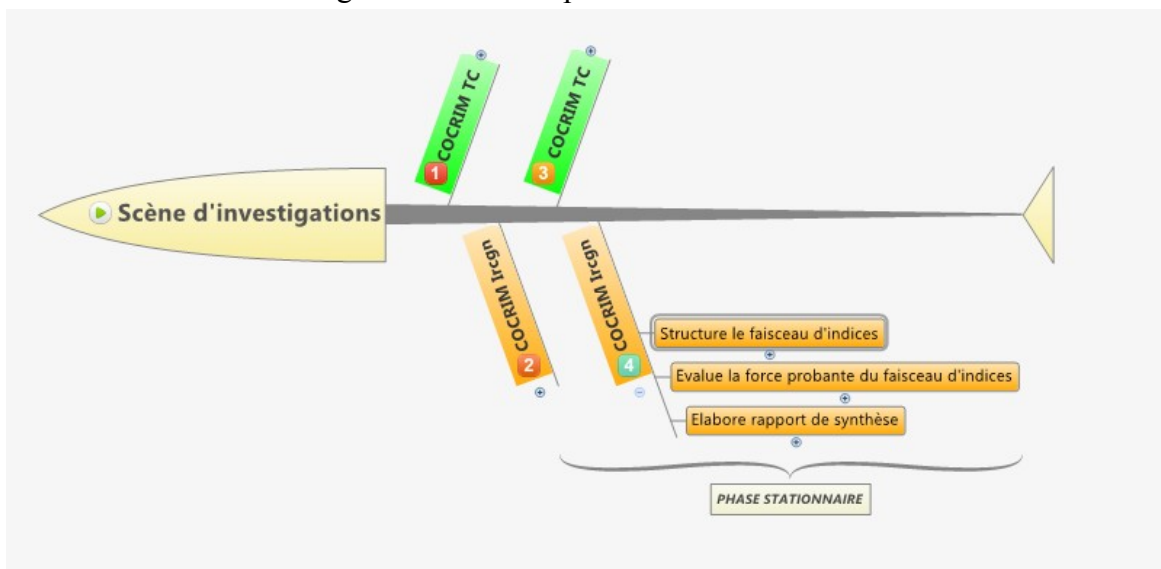 Scène d'investigations
1 COCRIM TC
3 COCRIM TC
2 COCRIM Ircgn
4 COCRIM Ircgn
Structure le faisceau d'indices
Evalue la force probante du faisceau d'indices
Elabore rapport de synthèse
PHASE STATIONNAIRE